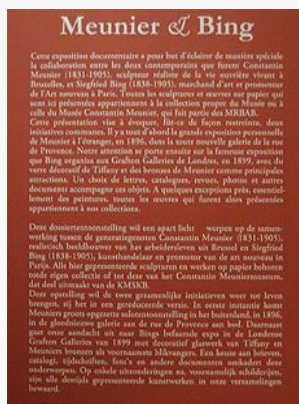 Meunier & Bing
Cette exposition documentaire a pour but d'éclairer de manière spéciale
la collaboration entre les deux contemporains que furent Constantin
Meunier (1831-1905), sculpteur réaliste de la vie ouvrière vivant à
Bruxelles, et Siegfried Bing (1838-1905), marchand d'art et promoteur
de l'Art nouveau à Paris. Toutes les sculptures et œuvres sur papier qui
sont ici présentées appartiennent à la collection propre du Musée ou à
celle du Musée Constantin Meunier, qui fait partie des MRBAB.
Cette présentation vise à évoquer, fût-ce de façon restreinte, deux
initiatives communes. Il y a tout d'abord la grande exposition personnelle
de Meunier à l'étranger, en 1896, dans la toute nouvelle galerie de la rue
de Provence. Notre attention se porte ensuite sur la fameuse exposition
que Bing organisa aux Grafton Galleries de Londres, en 1899, avec du
verre décoratif de Tiffany et des bronzes de Meunier comme principales
attractions. Un choix de lettres, catalogues, revues, photos et autres
documents accompagne ces objets. A quelques exceptions près, essentiel-
lement des peintures, toutes les œuvres qui furent alors présentées
appartiennent à nos collections.
Deze dossiertentoonstelling wil een apart licht werpen op de samen-
werking tussen de generatiegenoten Constantin Meunier (1831-1905),
realistisch beeldhouwer van het arbeidersleven uit Brussel en Siegfried
Bing (1838-1905), kunsthandelaar en promotor van de art nouveau in
Parijs. Alle hier gepresenteerde sculpturen en werken op papier behoren
tot de eigen collectie of tot deze van het Constantin Meuniermuseum,
dat deel uitmaakt van de KMSKB.
Deze opstelling wil de twee gezamenlijke initiatieven weer tot leven
brengen, zij het in een gereduceerde versie. In eerste instantie komt
Meuniers groots opgezette solotentoonstelling in het buitenland, in 1896,
in de gloednieuwe galerie aan de rue de Provence aan bod. Daarnaast
gaat onze aandacht uit naar Bings befaamde expo in de Londense
Grafton Galleries van 1899 met decoratief glaswerk van Tiffany en
Meuniers bronzen als voornaamste blikvangers. Een keuze aan brieven,
catalogi, tijdschriften, foto's en andere documenten omkadert deze
onderwerpen. Op enkele uitzonderingen na, voornamelijk schilderijen,
zijn alle destijds gepresenteerde kunstwerken in onze verzamelingen
bewaard.